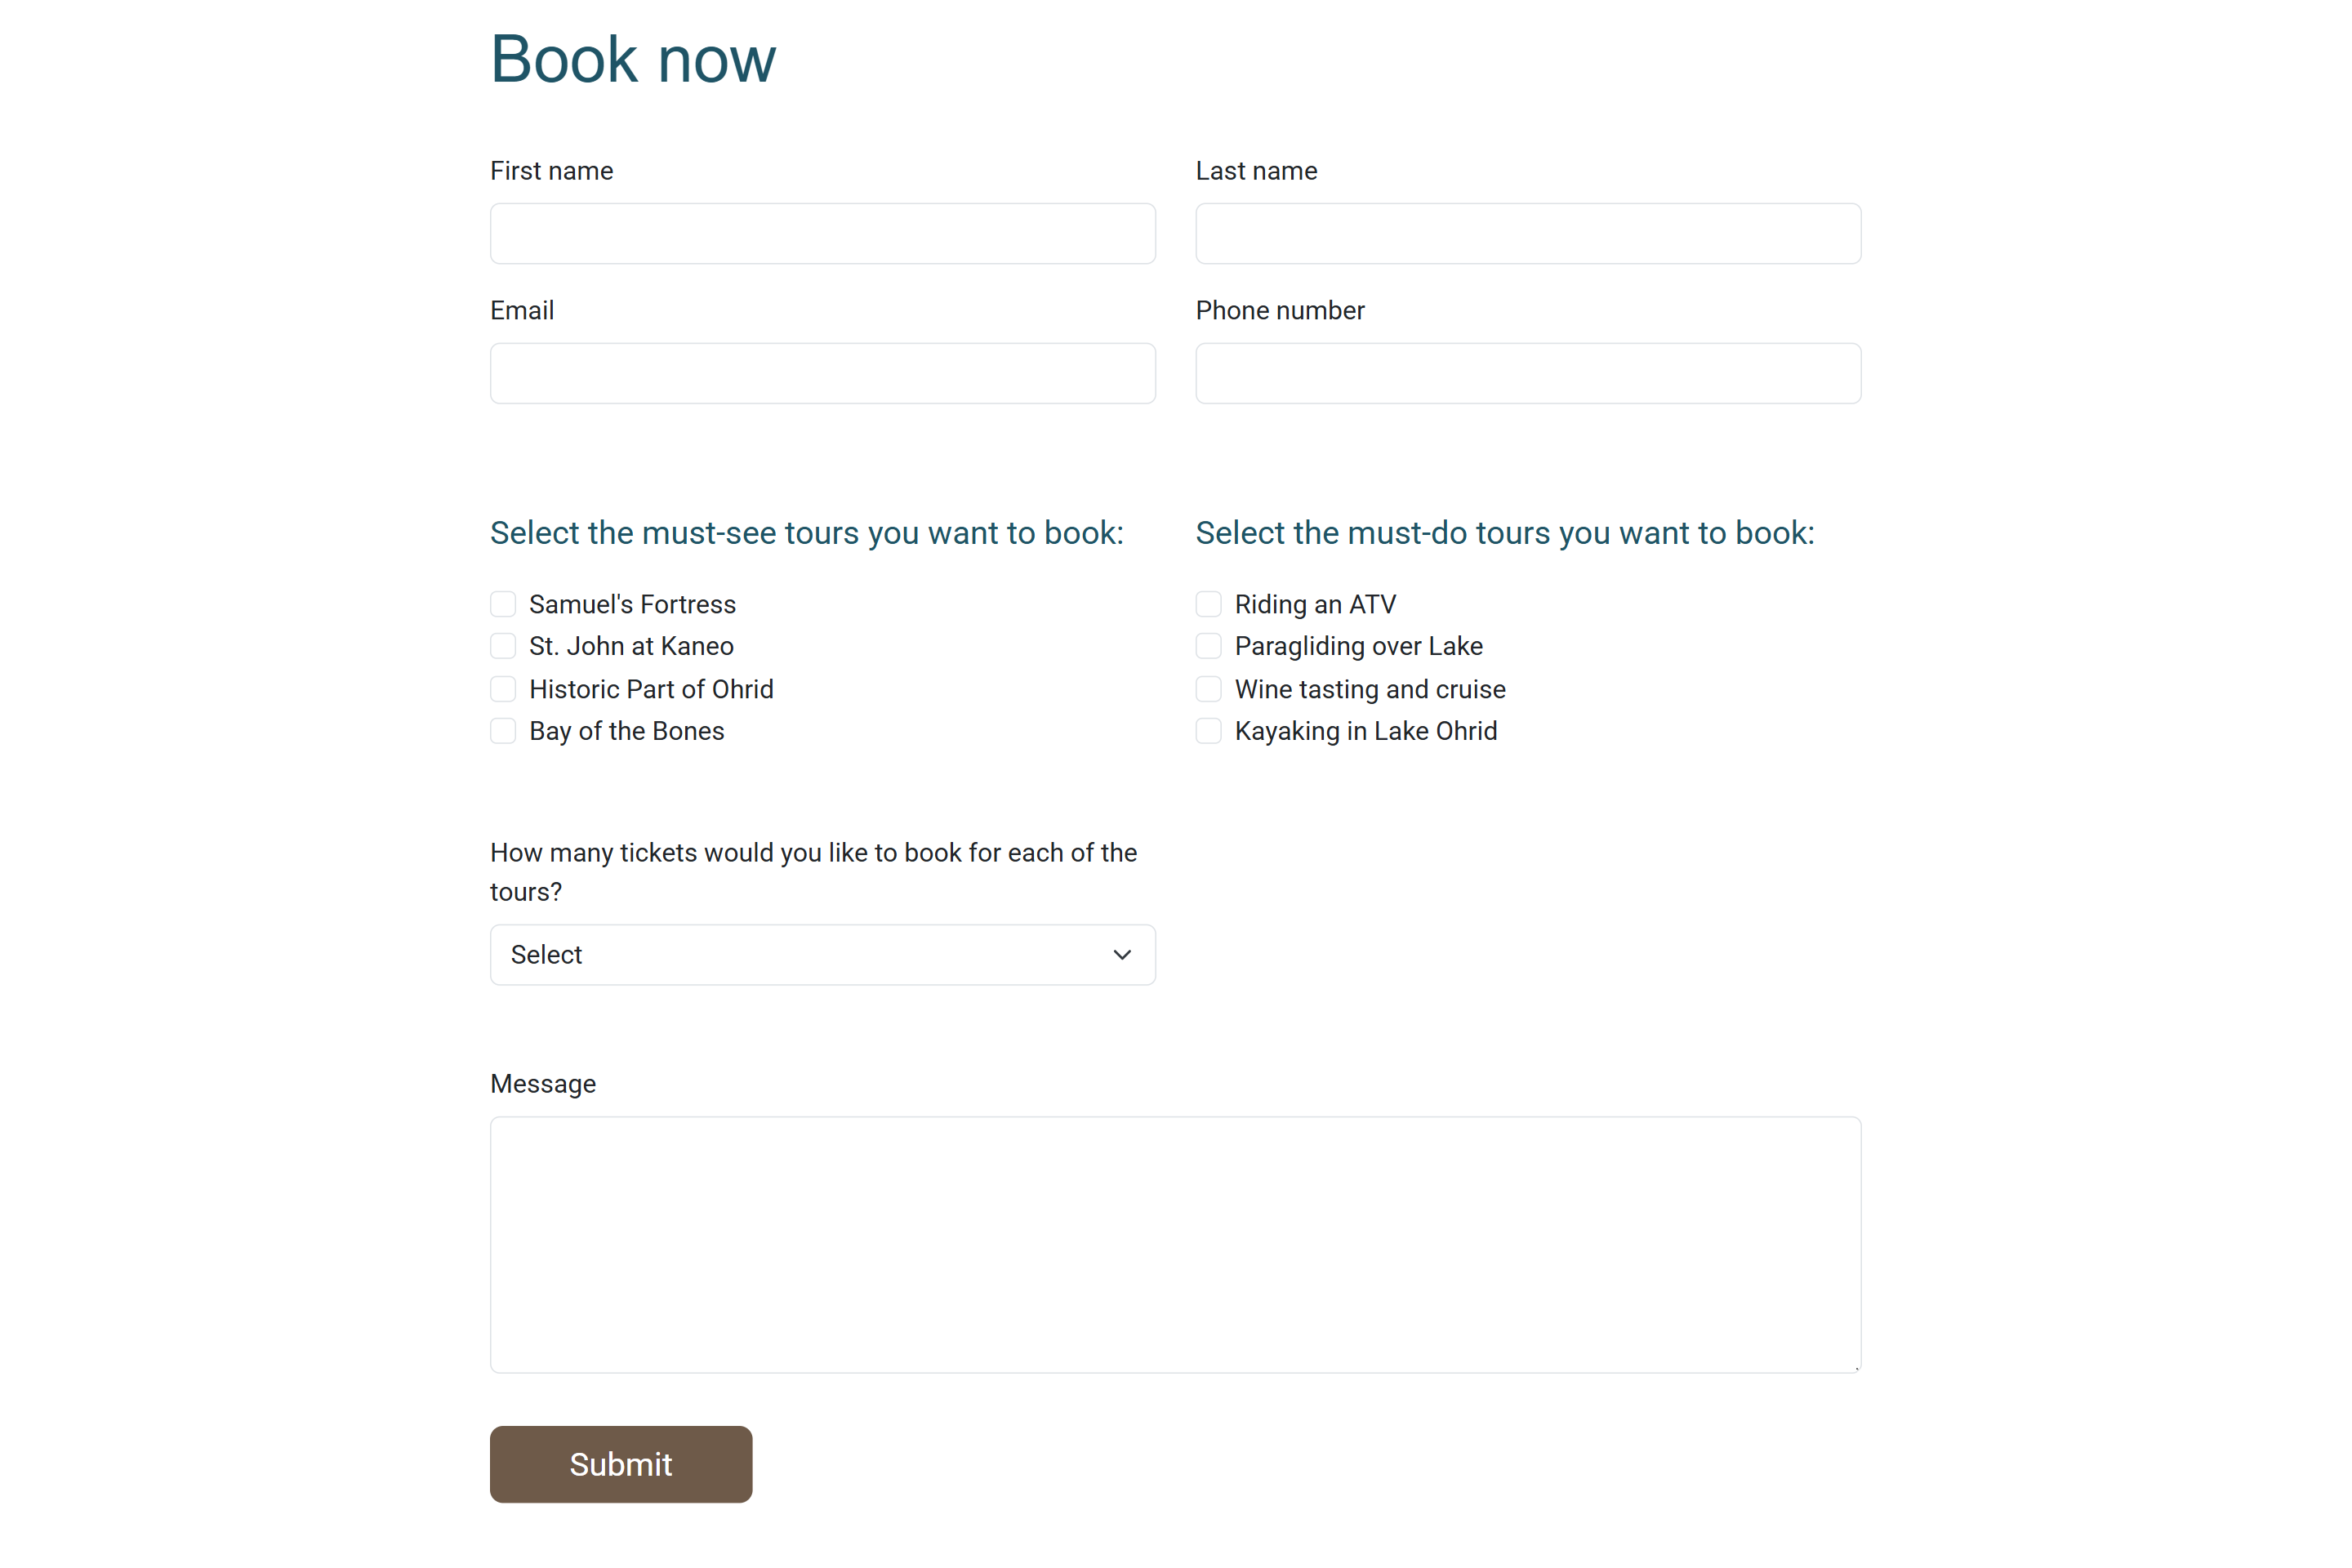 Book now
First name
Last name
Email
Phone number
Select the must-see tours you want to book:
Samuel's Fortress
St. John at Kaneo
Historic Part of Ohrid
Bay of the Bones
Select the must-do tours you want to book:
Riding an ATV
Paragliding over Lake
Wine tasting and cruise
Kayaking in Lake Ohrid
How many tickets would you like to book for each of the
tours?
Select
Message
Submit